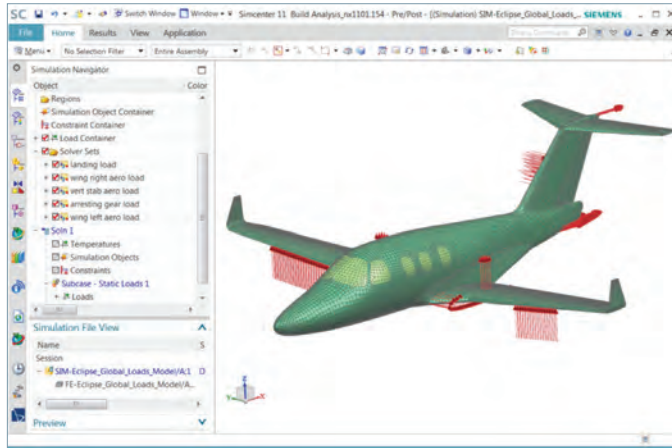 SC Switch Window Window Simcenter 11 Build Analysis_nx1101.154 - Pre/Post - [(Simulation) SIM-Eclipse_Global_Loads_ SIEMENS
File Home Results View Application
Menu No Selection Filter Entire Assembly
Simulation Navigator
Object Color
Regions
Simulation Object Container
Constraint Container
Load Container
Solver Sets
landing load
wing right aero load
vert stab aero load
arresting gear load
wing left aero load
Soln 1
Temperatures
Simulation Objects
Constraints
Subcase - Static Loads 1
Loads
Simulation File View
Name S
Session
SIM-Eclipse_Global_Loads_Model/A:1 D
FE-Eclipse_Global_Loads_Model/A...
Preview
Z
Y X